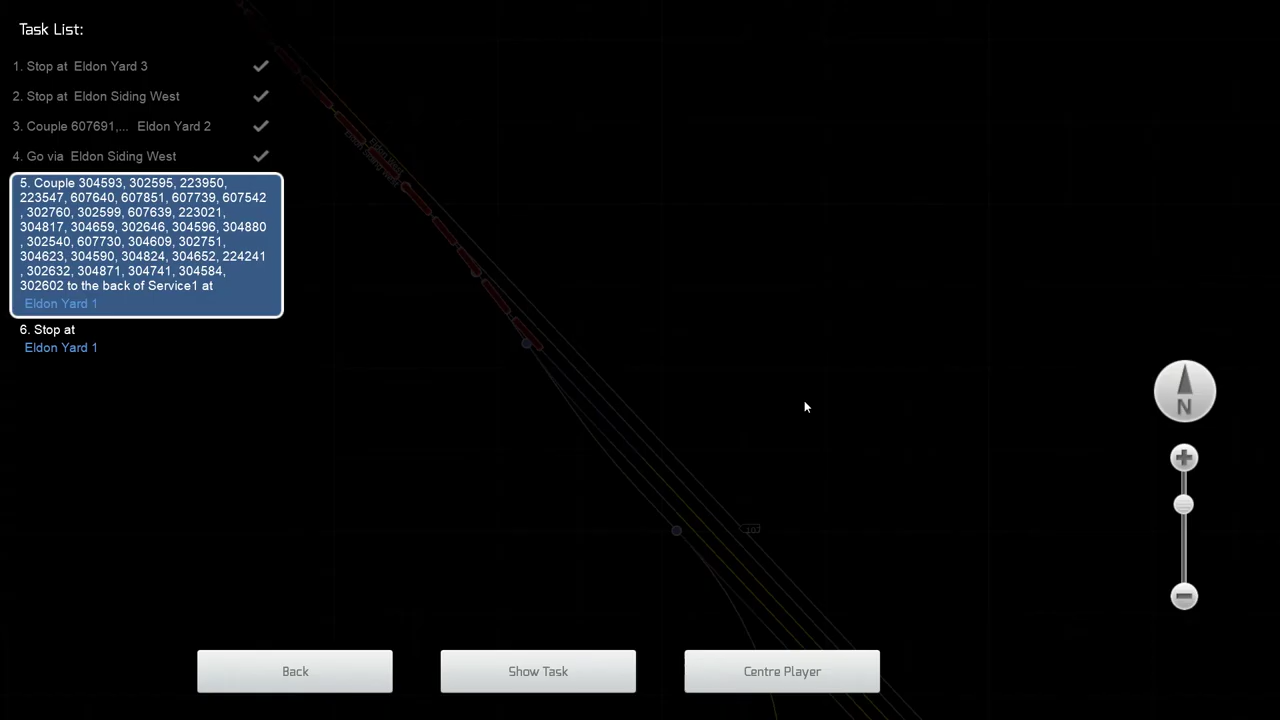 Task List:
1. Stop at Eldon Yard 3
2. Stop at Eldon Siding West
3. Couple 607691,... Eldon Yard 2
4. Go via Eldon Siding West
5. Couple 304593, 302595, 223950,
223547, 607640, 607851, 607739, 607542
, 302760, 302599, 607639, 223021,
304817, 304659, 302646, 304596, 304880
, 302540, 607730, 304609, 302751,
304623, 304590, 304824, 304652, 224241
, 302632, 304871, 304741, 304584,
302602 to the back of Service1 at
Eldon Yard 1
6. Stop at
Eldon Yard 1
N
Back
Show Task
Centre Player